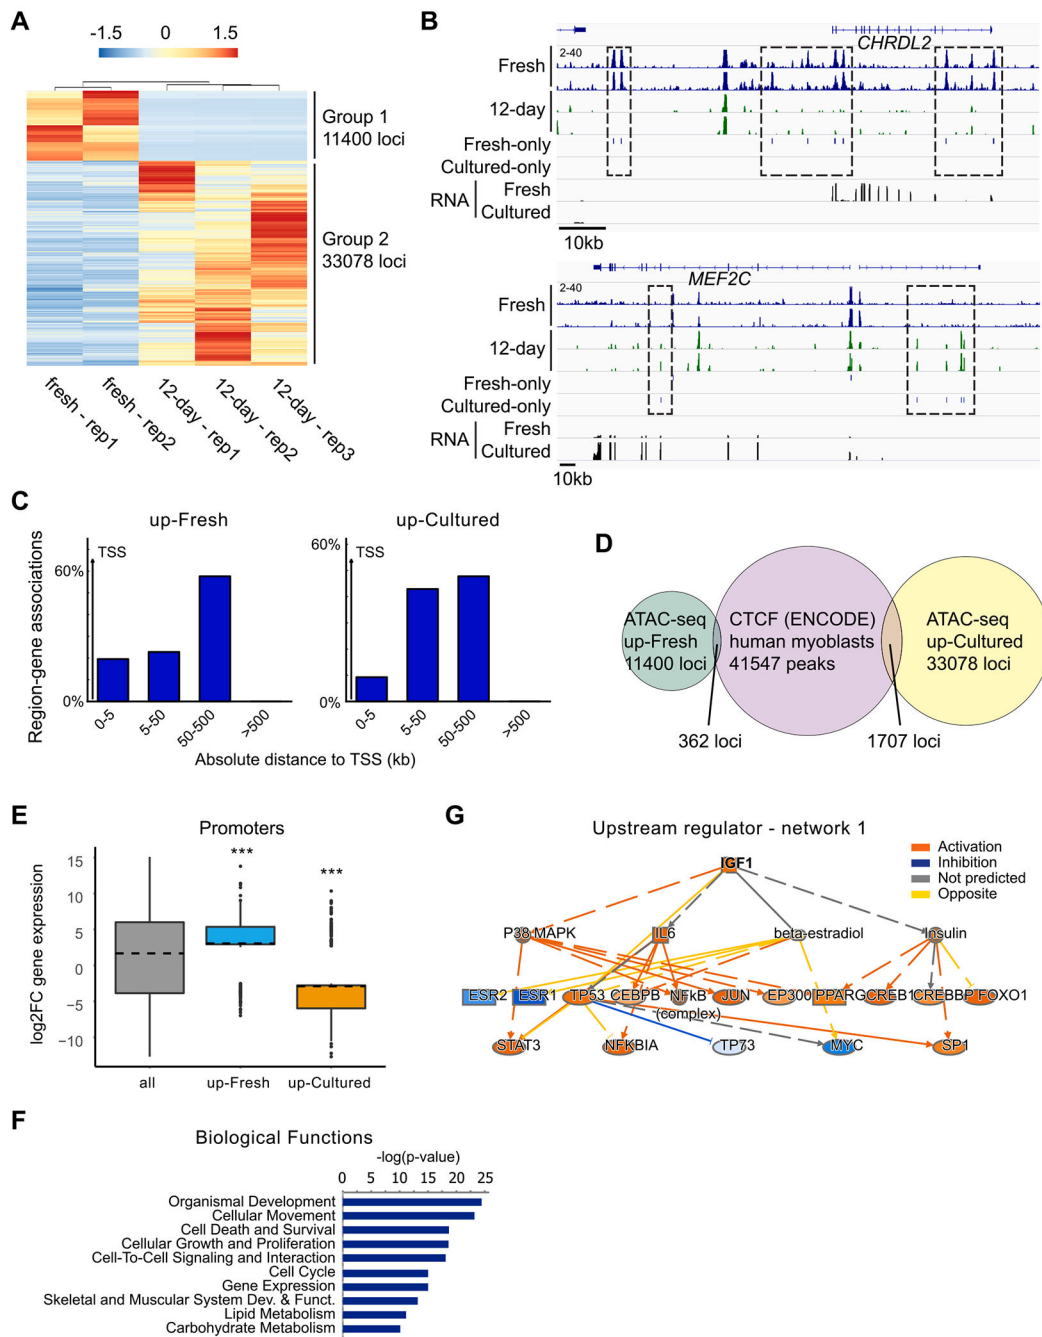 A
-1.5 0 1.5
Group 1
11400 loci
Group 2
33078 loci
fresh - rep1
fresh - rep2
12-day - rep1
12-day - rep2
12-day - rep3
B
CHRDL2
2-40
Fresh
12-day
Fresh-only
Cultured-only
RNA
Fresh
Cultured
10kb
MEF2C
2-40
Fresh
12-day
Fresh-only
Cultured-only
RNA
Fresh
Cultured
10kb
C
up-Fresh
up-Cultured
Region-gene associations
TSS
60%
0%
0-5
5-50
50-500
>500
TSS
60%
0%
0-5
5-50
50-500
>500
Absolute distance to TSS (kb)
D
ATAC-seq
up-Fresh
11400 loci
CTCF (ENCODE)
human myoblasts
41547 peaks
ATAC-seq
up-Cultured
33078 loci
362 loci
1707 loci
E
Promoters
log2FC gene expression
15
10
5
0
-5
-10
***
***
all
up-Fresh
up-Cultured
F
Biological Functions
-log(p-value)
0 5 10 15 20 25
Organismal Development
Cellular Movement
Cell Death and Survival
Cellular Growth and Proliferation
Cell-To-Cell Signaling and Interaction
Cell Cycle
Gene Expression
Skeletal and Muscular System Dev. & Funct.
Lipid Metabolism
Carbohydrate Metabolism
G
Upstream regulator - network 1
Activation
Inhibition
Not predicted
Opposite
IGF1
P38 MAPK
IL6
beta-estradiol
Insulin
ESR2
ESR1
TP53
CEBPB
NFkB
(complex)
JUN
EP300
PPARG
CREB1
CREBBP
FOXO1
STAT3
NFKBIA
TP73
MYC
SP1